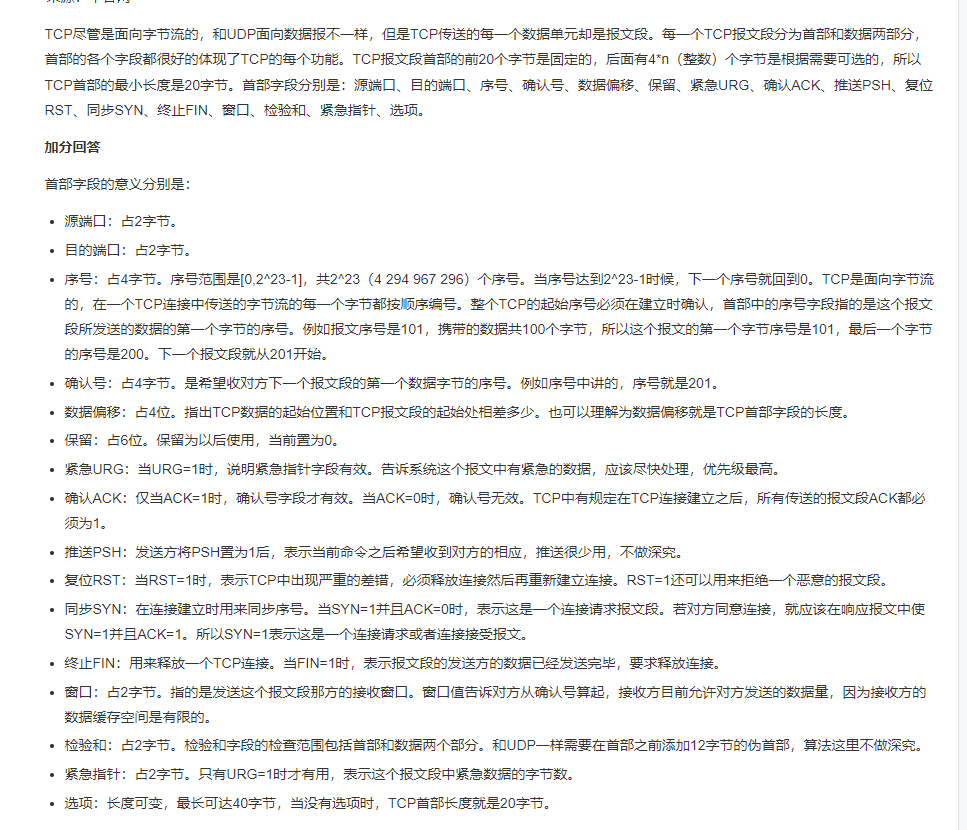 TCP尽管是面向字节流的，和UDP面向数据报不一样，但是TCP传送的每一个数据单元却是报文段。每一个TCP报文段分为首部和数据两部分，
首部的各个字段都很好的体现了TCP的每个功能。TCP报文段首部的前20个字节是固定的，后面有4*n（整数）个字节是根据需要可选的，所以
TCP首部的最小长度是20字节。首部字段分别是：源端口、目的端口、序号、确认号、数据偏移、保留、紧急URG、确认ACK、推送PSH、复位
RST、同步SYN、终止FIN、窗口、检验和、紧急指针、选项。
加分回答
首部字段的意义分别是：
• 源端口：占2字节。
• 目的端口：占2字节。
• 序号：占4字节。序号范围是[0,2^23-1]，共2^23（4 294 967 296）个序号。当序号达到2^23-1时候，下一个序号就回到0。TCP是面向字节流
的，在一个TCP连接中传送的字节流的每一个字节都按顺序编号。整个TCP的起始序号必须在建立时确认，首部中的序号字段指的是这个报文
段所发送的数据的第一个字节的序号。例如报文序号是101，携带的数据共100个字节，所以这个报文的第一个字节序号是101，最后一个字节
的序号是200。下一个报文段就从201开始。
• 确认号：占4字节。是希望收对方下一个报文段的第一个数据字节的序号。例如序号中讲的，序号就是201。
• 数据偏移：占4位。指出TCP数据的起始位置和TCP报文段的起始处相差多少。也可以理解为数据偏移就是TCP首部字段的长度。
• 保留：占6位。保留为以后使用，当前置为0。
• 紧急URG：当URG=1时，说明紧急指针字段有效。告诉系统这个报文中有紧急的数据，应该尽快处理，优先级最高。
• 确认ACK：仅当ACK=1时，确认号字段才有效。当ACK=0时，确认号无效。TCP中有规定在TCP连接建立之后，所有传送的报文段ACK都必
须为1。
• 推送PSH：发送方将PSH置为1后，表示当前命令之后希望收到对方的相应，推送很少用，不做深究。
• 复位RST：当RST=1时，表示TCP中出现严重的差错，必须释放连接然后再重新建立连接。RST=1还可以用来拒绝一个恶意的报文段。
• 同步SYN：在连接建立时用来同步序号。当SYN=1并且ACK=0时，表示这是一个连接请求报文段。若对方同意连接，就应该在响应报文中使
SYN=1并且ACK=1。所以SYN=1表示这是一个连接请求或者连接接受报文。
• 终止FIN：用来释放一个TCP连接。当FIN=1时，表示报文段的发送方的数据已经发送完毕，要求释放连接。
• 窗口：占2字节。指的是发送这个报文段那方的接收窗口。窗口值告诉对方从确认号算起，接收方目前允许对方发送的数据量，因为接收方的
数据缓存空间是有限的。
• 检验和：占2字节。检验和字段的检查范围包括首部和数据两个部分。和UDP一样需要在首部之前添加12字节的伪首部，算法这里不做深究。
• 紧急指针：占2字节。只有URG=1时才有用，表示这个报文段中紧急数据的字节数。
• 选项：长度可变，最长可达40字节，当没有选项时，TCP首部长度就是20字节。